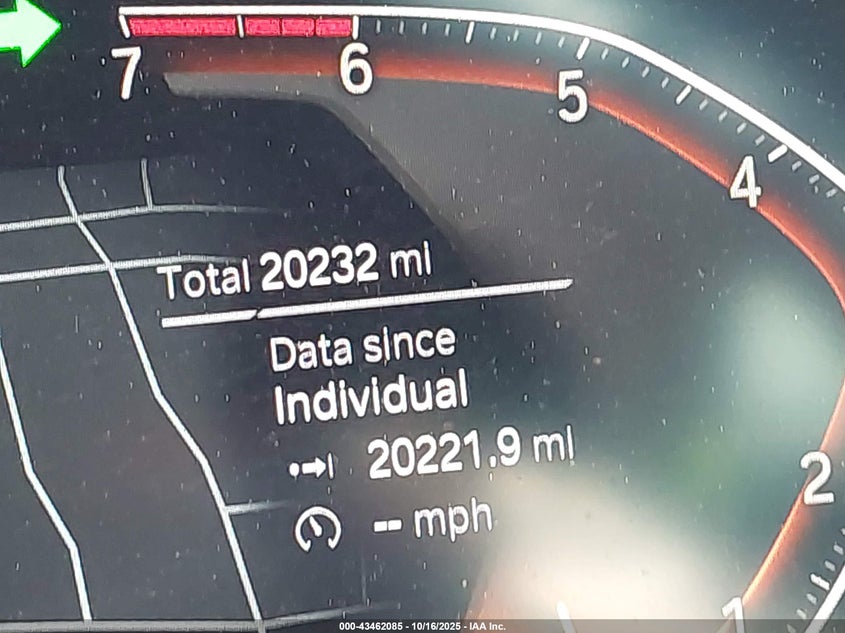 7
6
5
4
Total 20232 mi
Data since
Individual
20221.9 mi
-- mph
2
1
000-43462085 - 10/16/2025 - IAA Inc.